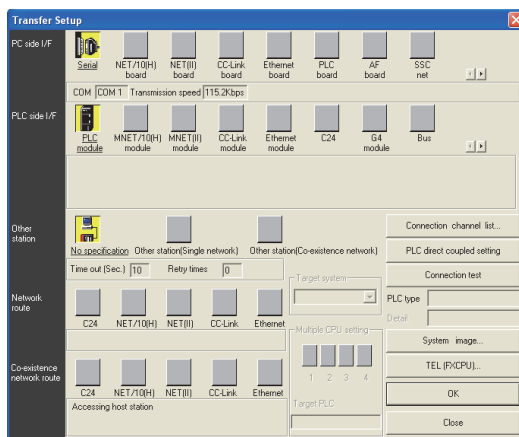 Transfer Setup
PC side I/F
Serial
NET/10(H) board
NET(II) board
CC-Link board
Ethernet board
PLC board
AF board
SSC net
COM COM 1 Transmission speed 115.2Kbps
PLC side I/F
PLC module
MNET/10(H) module
MNET(II) module
CC-Link module
Ethernet module
C24
G4 module
Bus
Other station
No specification Other station(Single network) Other station(Co-existence network)
Time out (Sec.) 10 Retry times 0
Connection channel list...
PLC direct coupled setting
Connection test
Target system
PLC type
Detail
Network route
C24 NET/10(H) NET(II) CC-Link Ethernet
Multiple CPU setting
1 2 3 4
System image...
TEL (FXCPU)...
Co-existence network route
C24 NET/10(H) NET(II) CC-Link Ethernet
Accessing host station
Target PLC
OK
Close